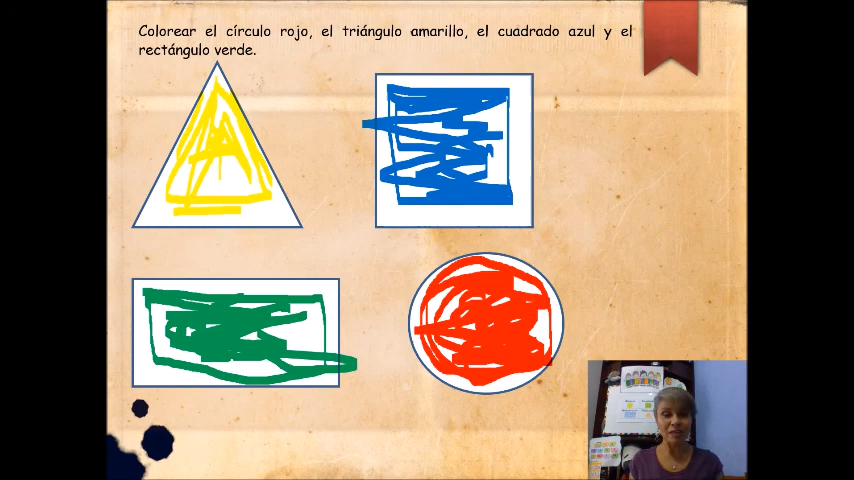 Colorear el círculo rojo, el triángulo amarillo, el cuadrado azul y el
rectángulo verde.